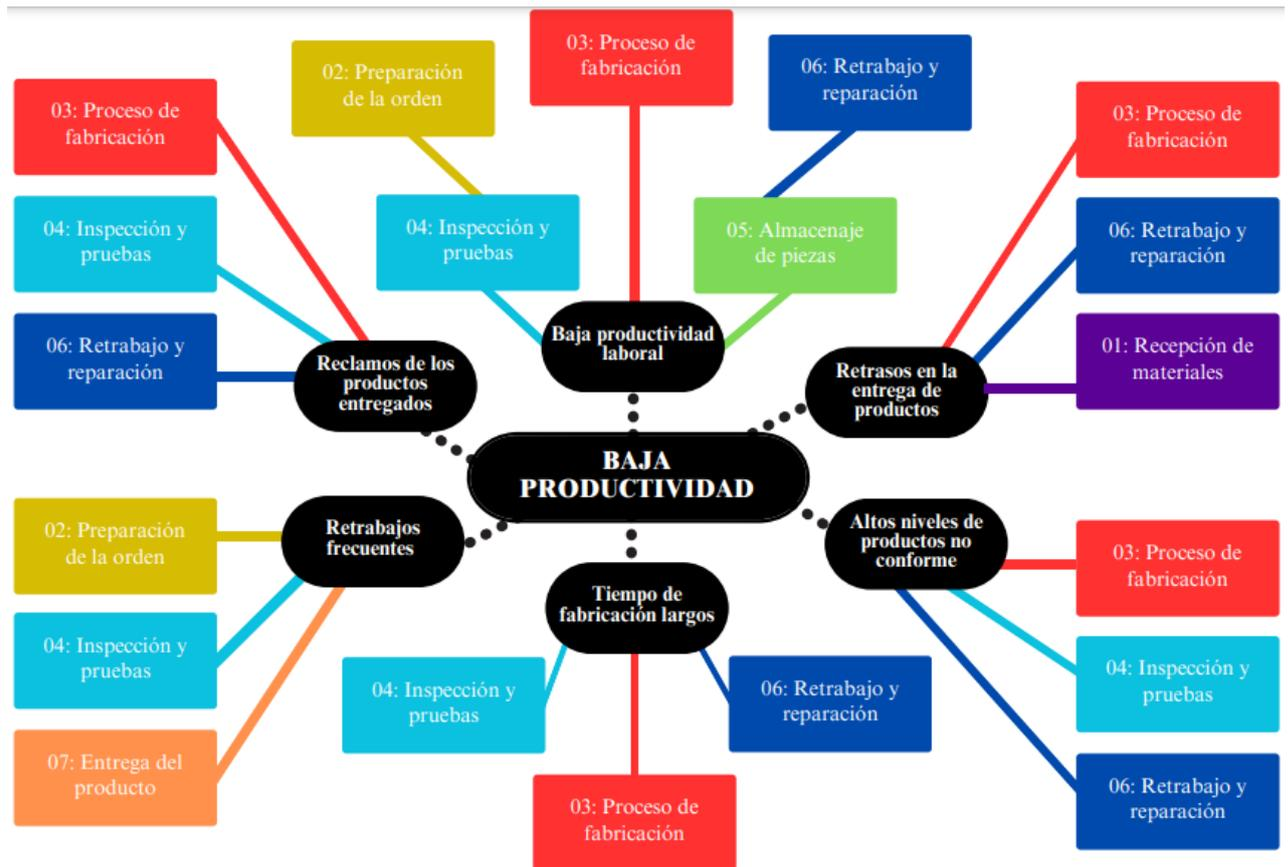 03: Proceso de
fabricación
02: Preparación
de la orden
03: Proceso de
fabricación
06: Retrabajo y
reparación
03: Proceso de
fabricación
04: Inspección y
pruebas
04: Inspección y
pruebas
05: Almacenaje
de piezas
06: Retrabajo y
reparación
06: Retrabajo y
reparación
Reclamos de los
productos
entregados
Baja productividad
laboral
Retrasos en la
entrega de
productos
01: Recepción de
materiales
BAJA
PRODUCTIVIDAD
02: Preparación
de la orden
Retrabajos
frecuentes
Altos niveles de
productos no
conforme
03: Proceso de
fabricación
04: Inspección y
pruebas
Tiempo de
fabricación largos
04: Inspección y
pruebas
04: Inspección y
pruebas
06: Retrabajo y
reparación
07: Entrega del
producto
03: Proceso de
fabricación
06: Retrabajo y
reparación